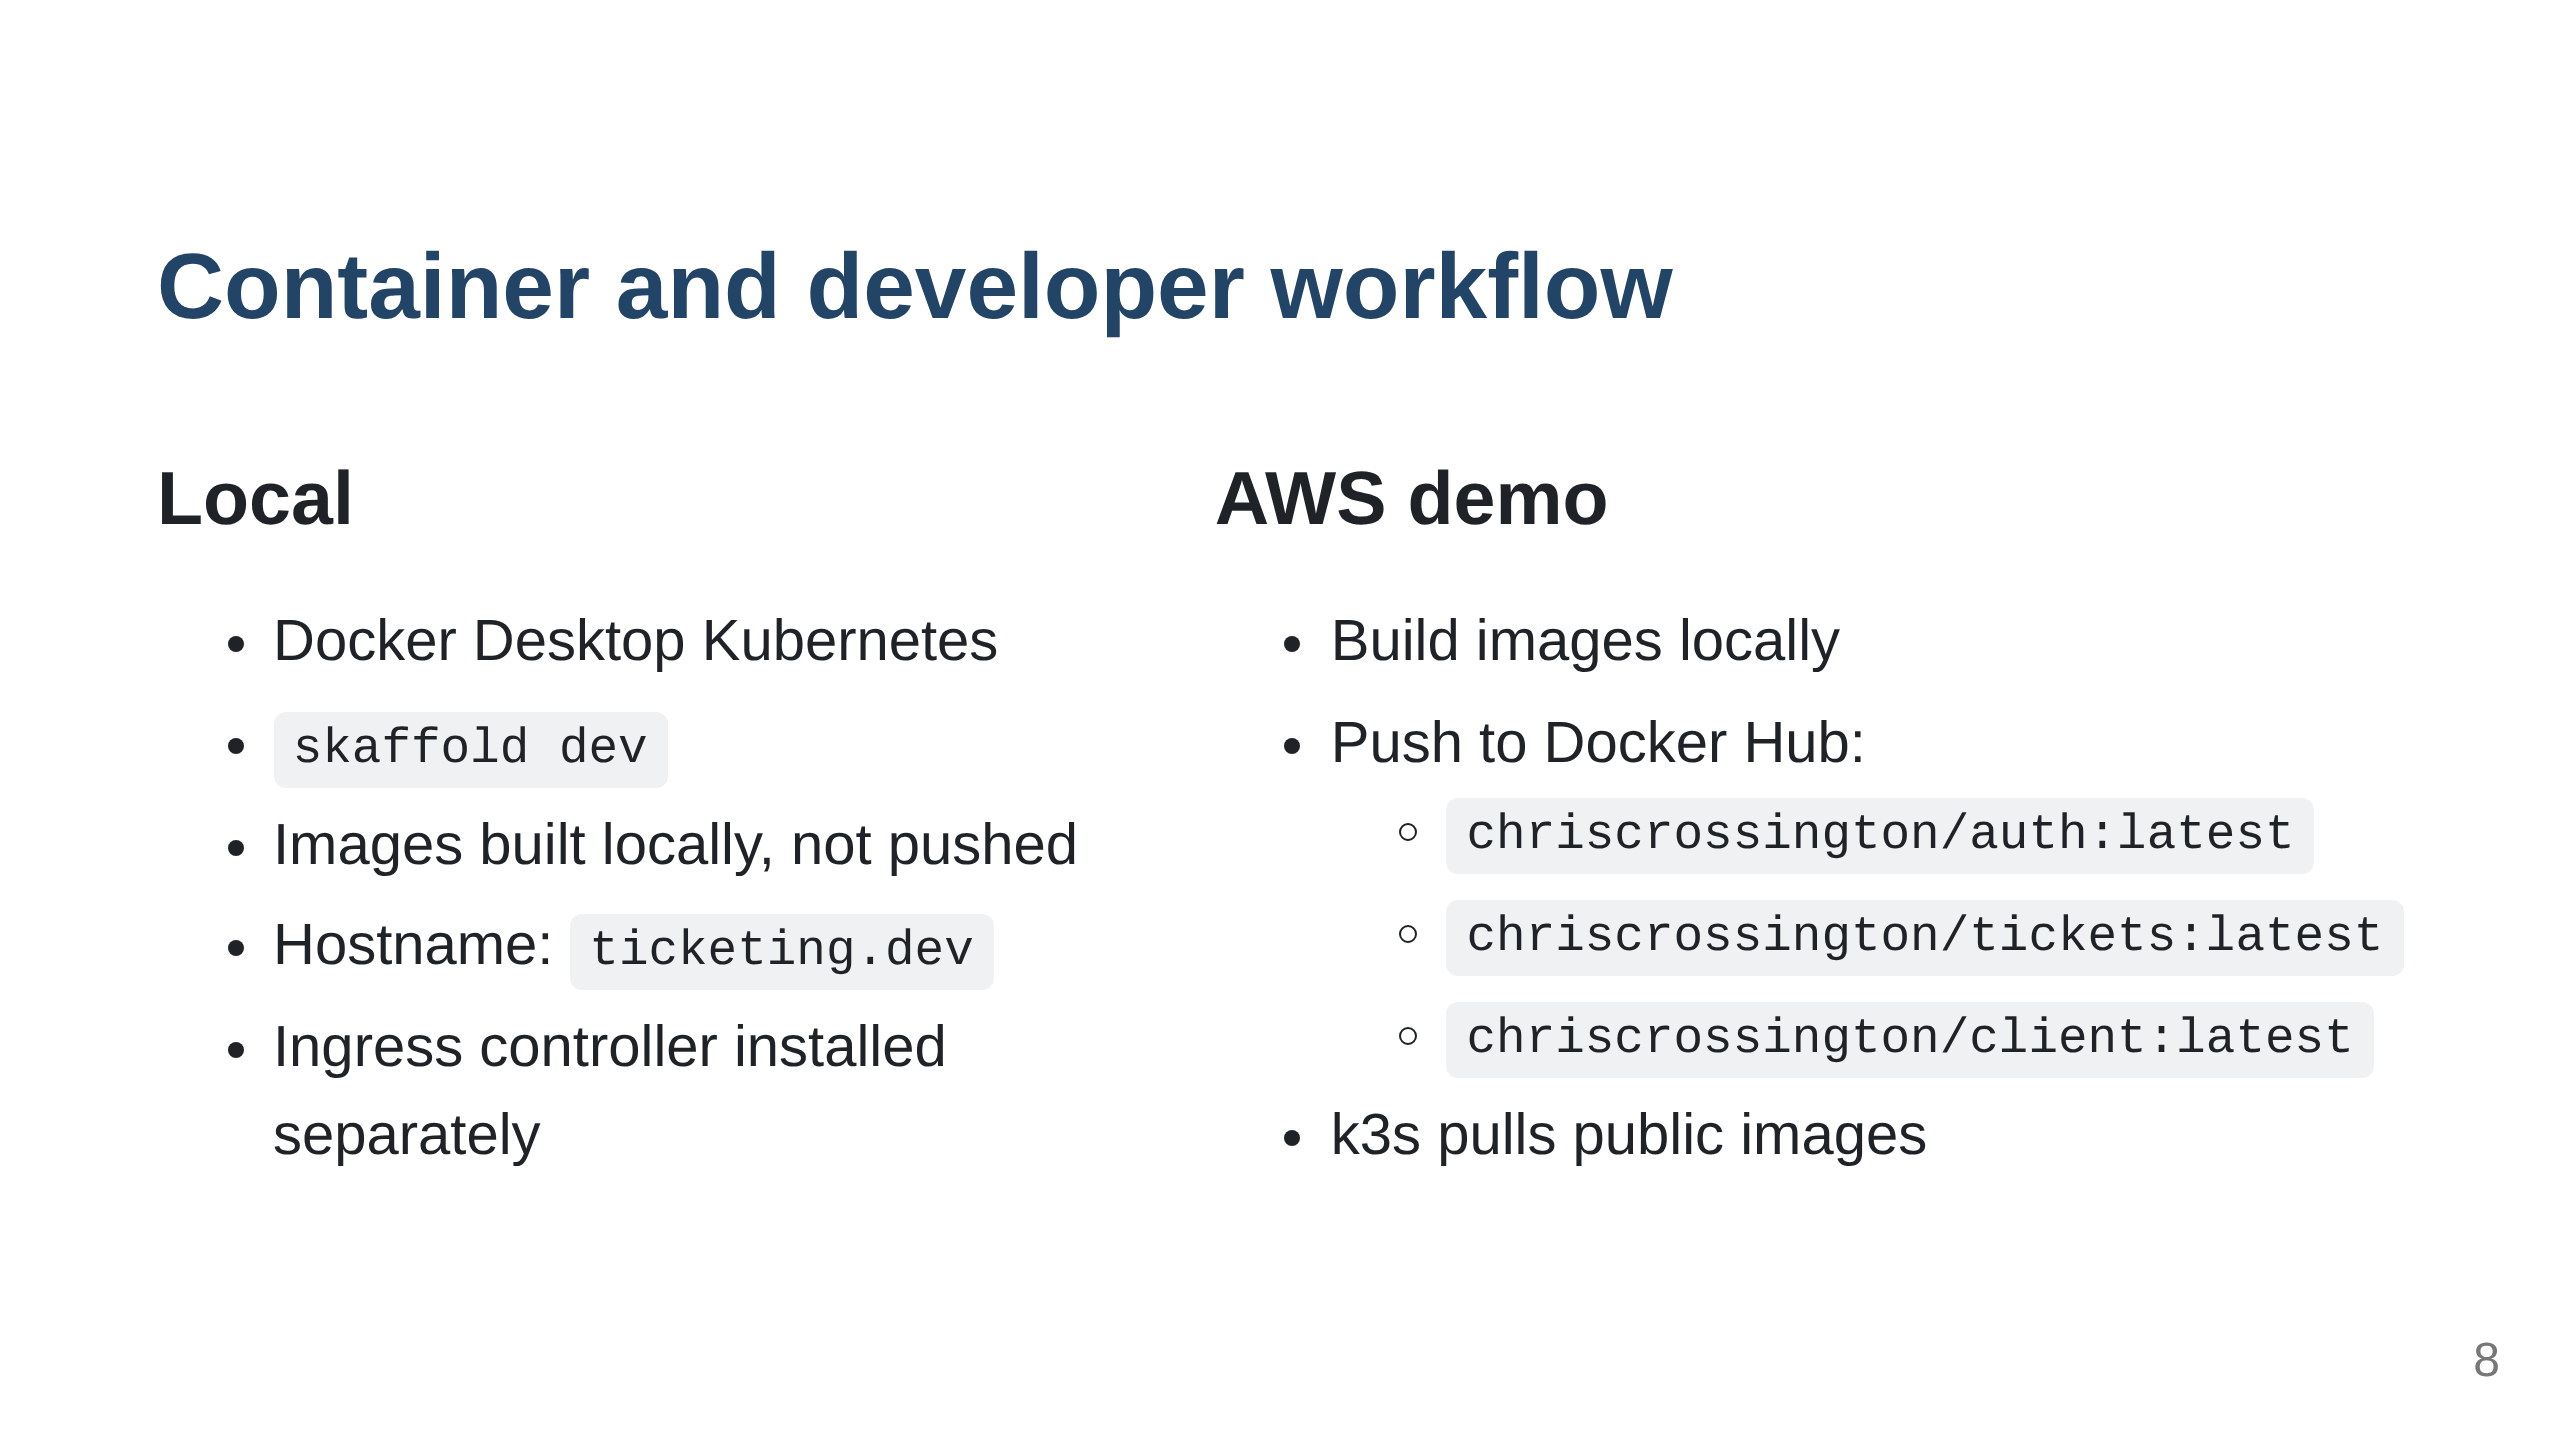 Container and developer workflow
Local
Docker Desktop Kubernetes
skaffold dev
Images built locally, not pushed
Hostname: ticketing.dev
Ingress controller installed
separately
AWS demo
Build images locally
Push to Docker Hub:
chriscrossington/auth:latest
chriscrossington/tickets:latest
chriscrossington/client:latest
k3s pulls public images
8